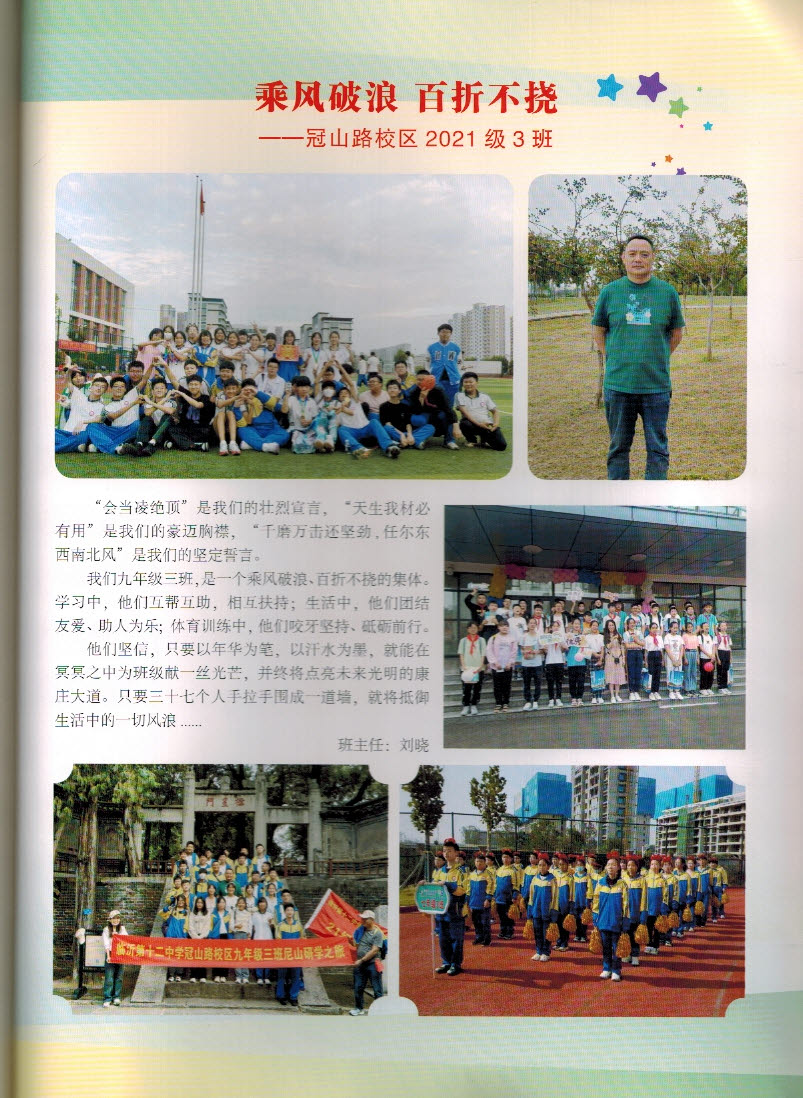 乘风破浪 百折不挠
——冠山路校区 2021 级 3 班
“会当凌绝顶”是我们的壮烈宣言，“天生我材必
有用”是我们的豪迈胸襟，“千磨万击还坚劲，任尔东
西南北风”是我们的坚定誓言。
我们九年级三班，是一个乘风破浪、百折不挠的集体。
学习中，他们互帮互助，相互扶持；生活中，他们团结
友爱、助人为乐；体育训练中，他们咬牙坚持、砥砺前行。
他们坚信，只要以年华为笔，以汗水为墨，就能在
冥冥之中为班级献一丝光芒，并终将点亮未来光明的康
庄大道。只要三十七个人手拉手围成一道墙，就将抵御
生活中的一切风浪 ......
班主任：刘晓
門星櫺
临沂第十二中学冠山路校区九年级三班尼山研学之旅